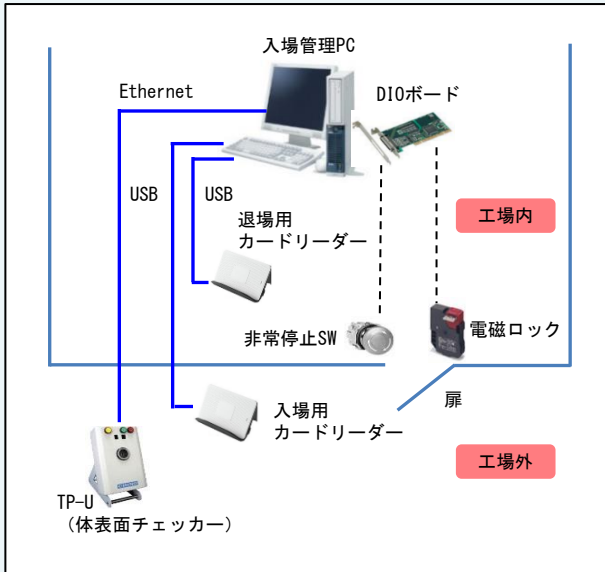 入場管理PC
Ethernet
DIOボード
USB
USB
退場用
カードリーダー
工場内
非常停止SW
電磁ロック
扉
入場用
カードリーダー
工場外
TP-U
(体表面チェッカー)